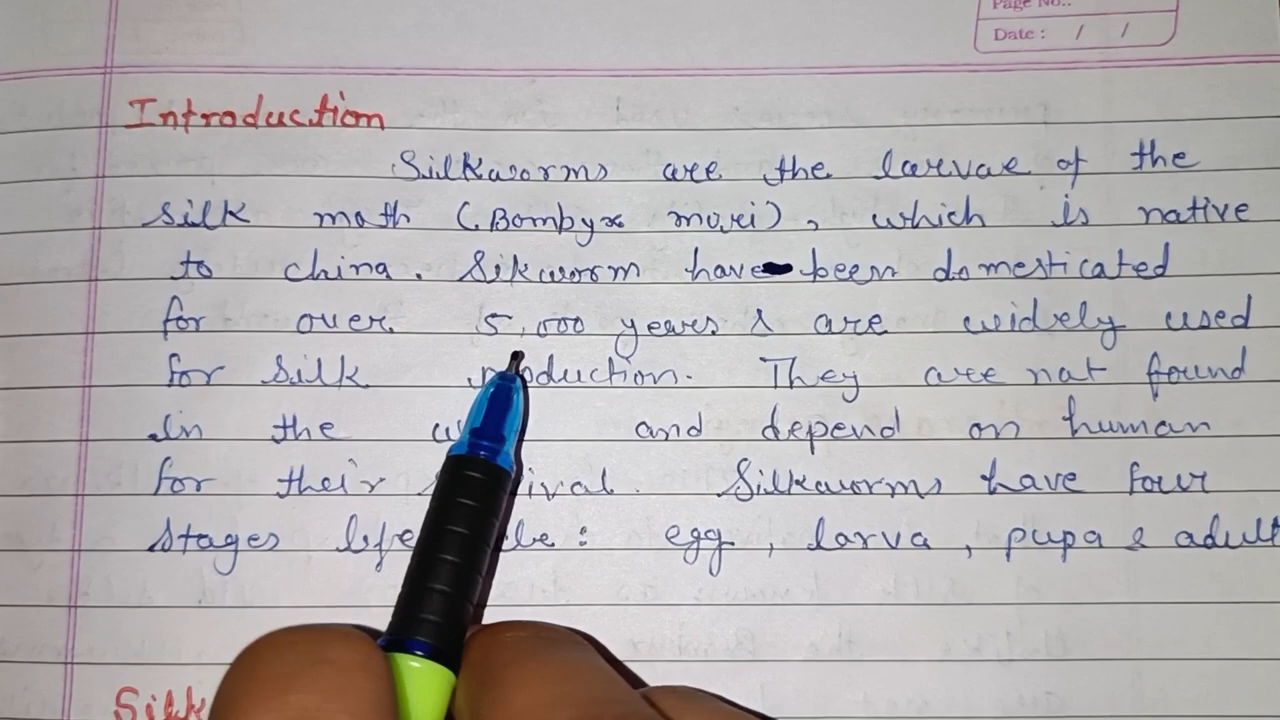 Page No..
Date : / /
Introduction
Silkworms are the larvae of the
silk moth (Bombyx mori), which is native
to china. Sikworm have been domesticated
for over. 5,000 years & are widely used
for silk production. They are not found
In the and depend on human
for their Silkworms have four
stages life : egg, larva, pupa & adult
Silk